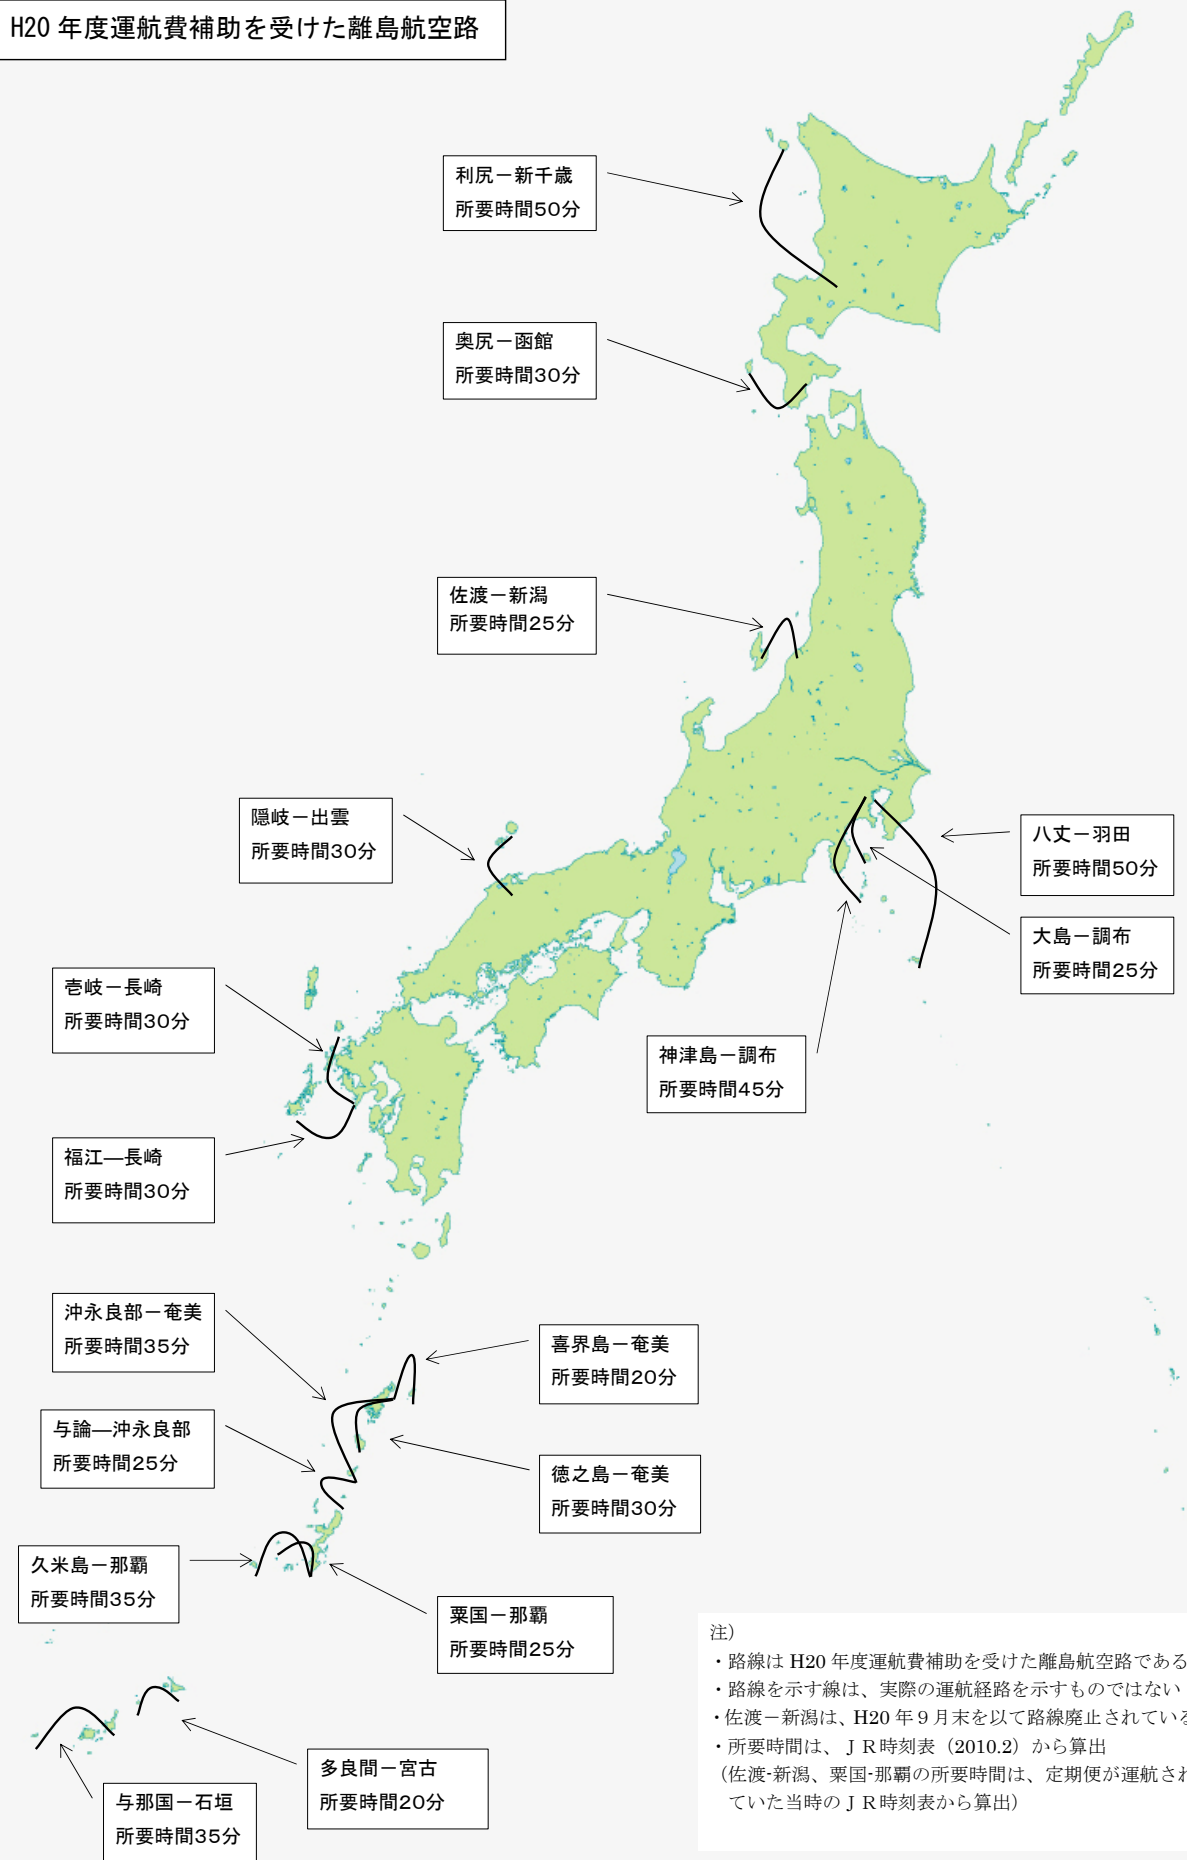 H20 年度運航費補助を受けた離島航空路
利尻－新千歳
所要時間50分
奥尻－函館
所要時間30分
佐渡－新潟
所要時間25分
隠岐－出雲
所要時間30分
八丈－羽田
所要時間50分
大島－調布
所要時間25分
壱岐－長崎
所要時間30分
神津島－調布
所要時間45分
福江―長崎
所要時間30分
沖永良部－奄美
所要時間35分
喜界島－奄美
所要時間20分
与論―沖永良部
所要時間25分
徳之島－奄美
所要時間30分
久米島－那覇
所要時間35分
粟国－那覇
所要時間25分
多良間－宮古
所要時間20分
与那国－石垣
所要時間35分
注）
・路線は H20 年度運航費補助を受けた離島航空路である
・路線を示す線は、実際の運航経路を示すものではない
・佐渡－新潟は、H20 年９月末を以て路線廃止されている
・所要時間は、ＪＲ時刻表（2010.2）から算出
（佐渡-新潟、粟国-那覇の所要時間は、定期便が運航され
ていた当時のＪＲ時刻表から算出）